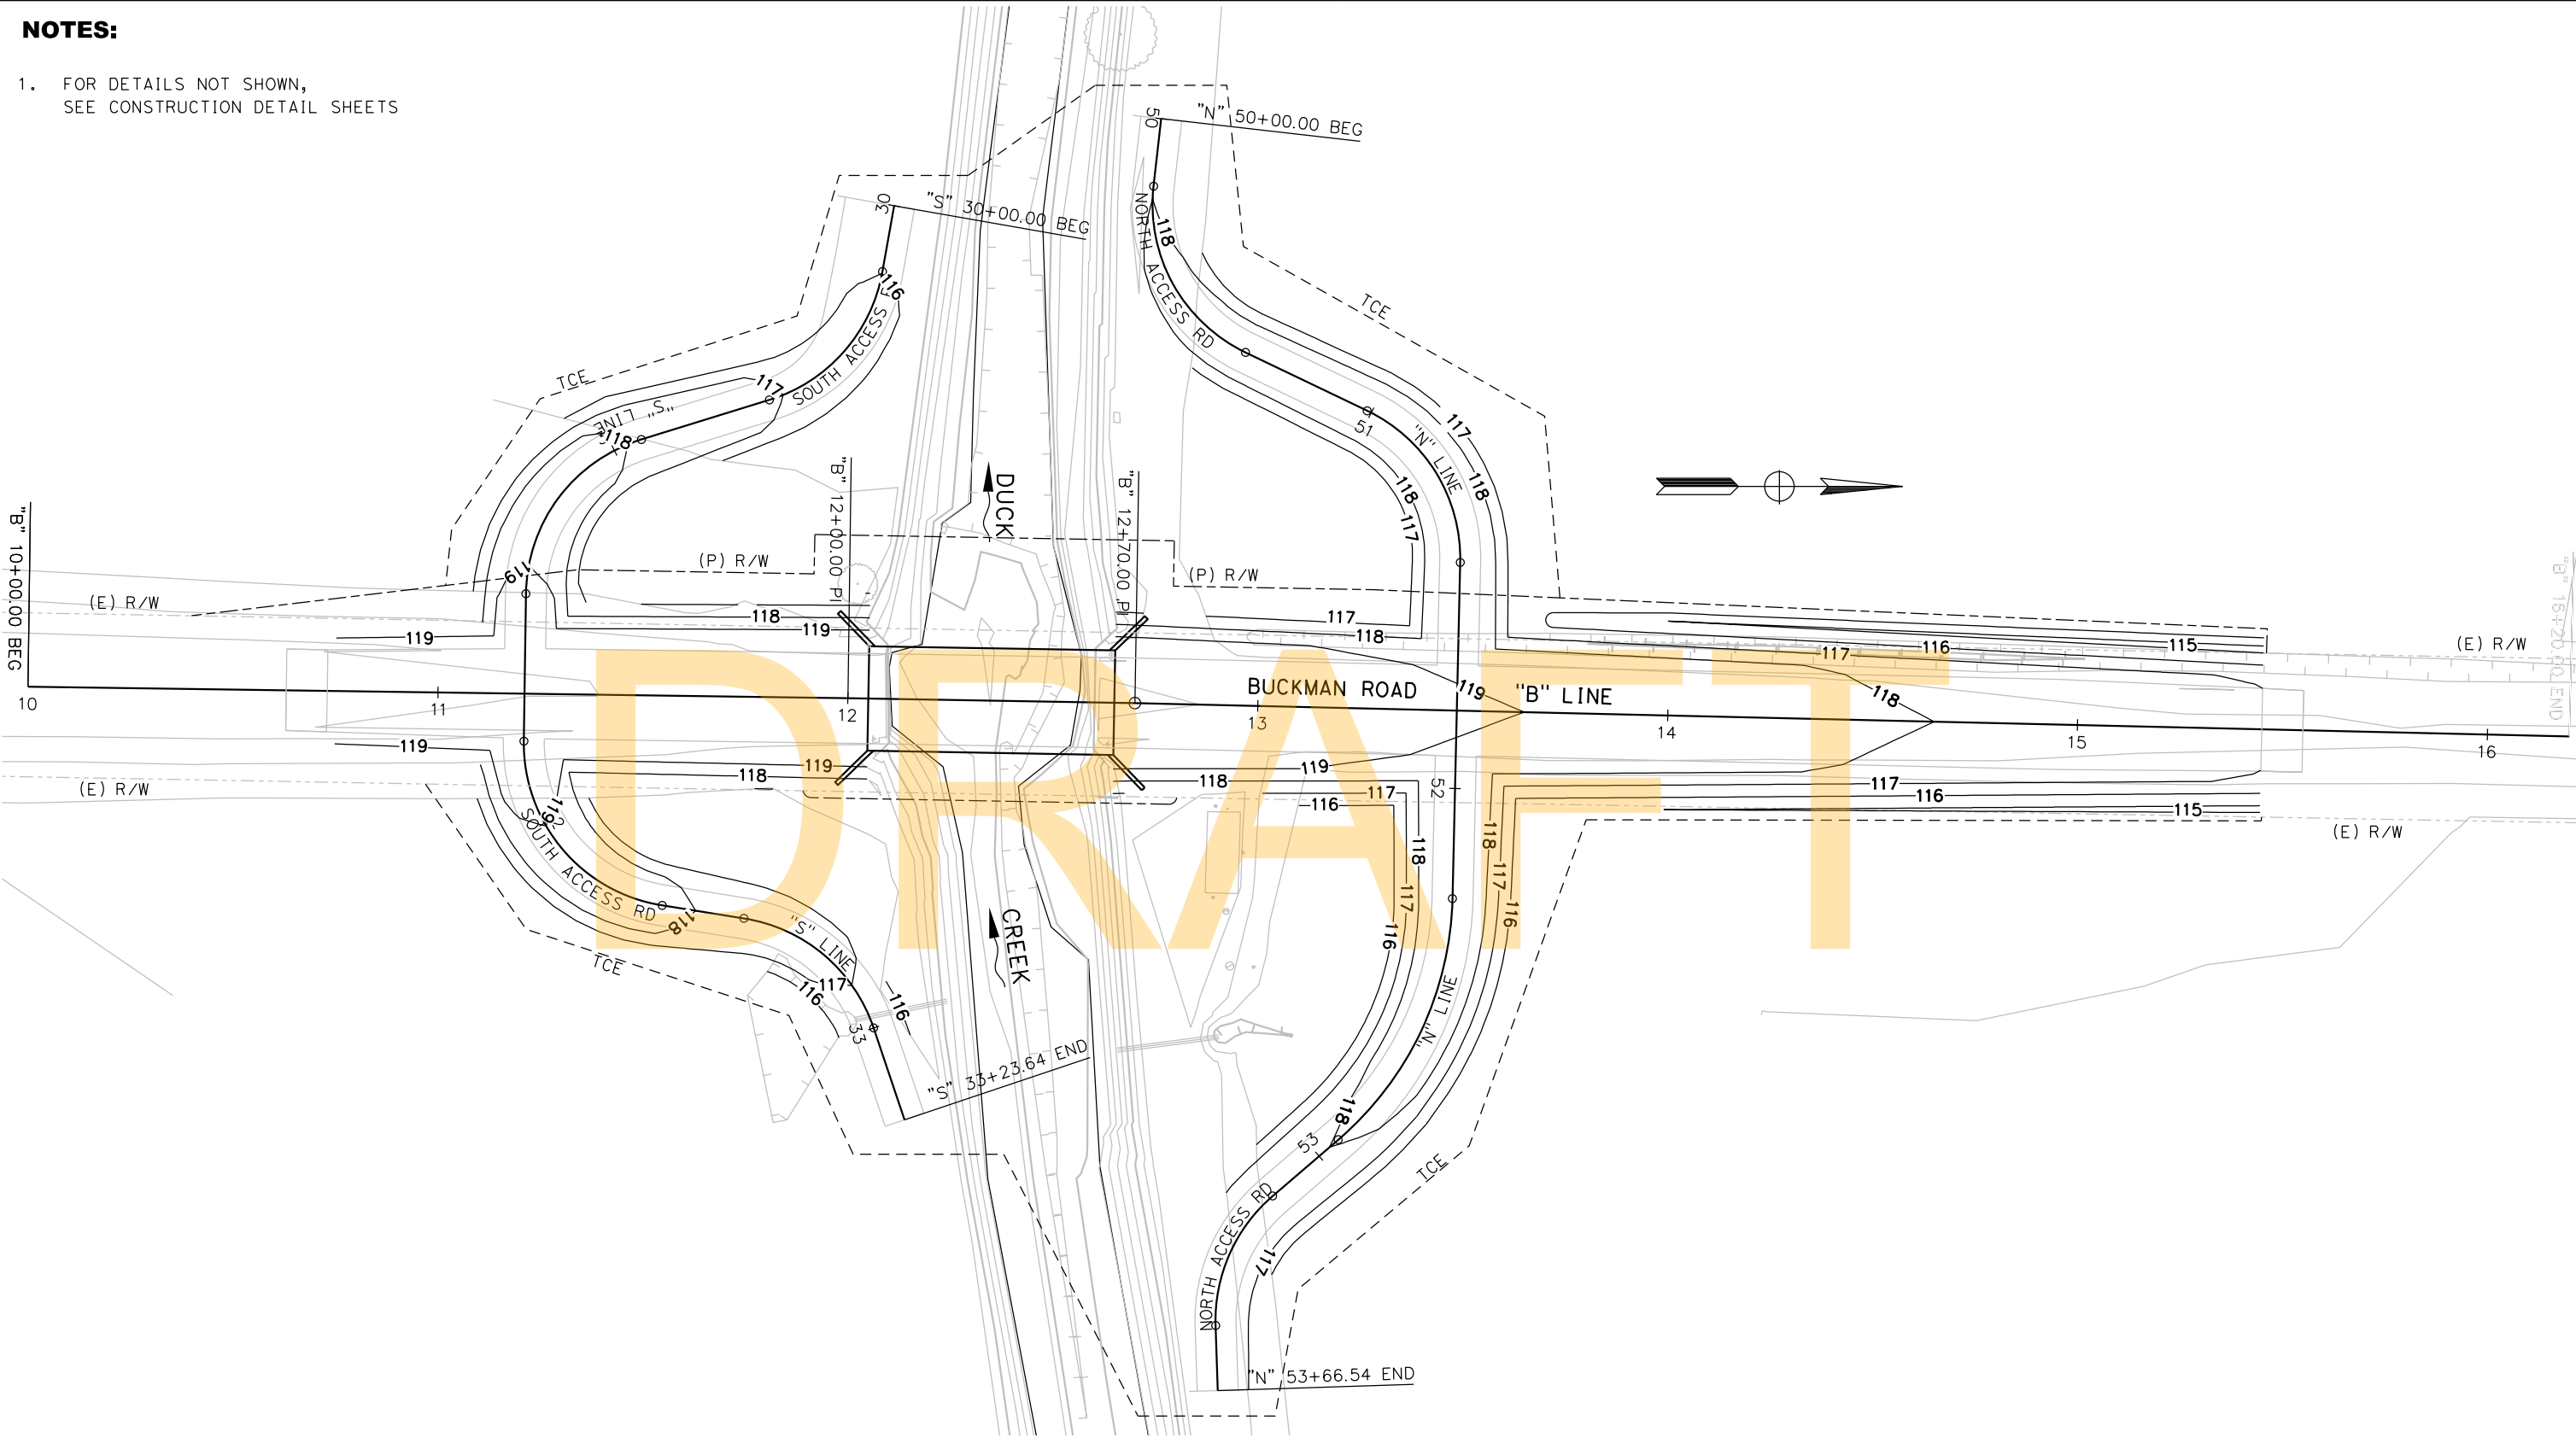 NOTES:
1. FOR DETAILS NOT SHOWN,
SEE CONSTRUCTION DETAIL SHEETS
50
"N" 50+00.00 BEG
30
"S" 30+00.00 BEG
NORTH ACCESS RD
118
116
SOUTH ACCESS
TCE
TCE
117
"S" LINE
118
51
"N" LINE
117
118
118
117
DUCK
"B" 12+00.00 PI
"B" 12+70.00 PI
"B" 10+00.00 BEG
"B" 16+20.00 END
(P) R/W
(P) R/W
119
(E) R/W
118
119
119
117
118
115
116
117
(E) R/W
DRAFT
10
11
12
13
14
15
16
BUCKMAN ROAD
"B" LINE
119
118
119
119
118
119
118
117
116
52
117
116
115
(E) R/W
(E) R/W
119
SOUTH ACCESS RD
118
118
117
116
118
117
116
"S" LINE
TCE
117
116
116
33
CREEK
"N" LINE
"S" 33+23.64 END
118
53
TCE
NORTH ACCESS RD
117
"N" 53+66.54 END